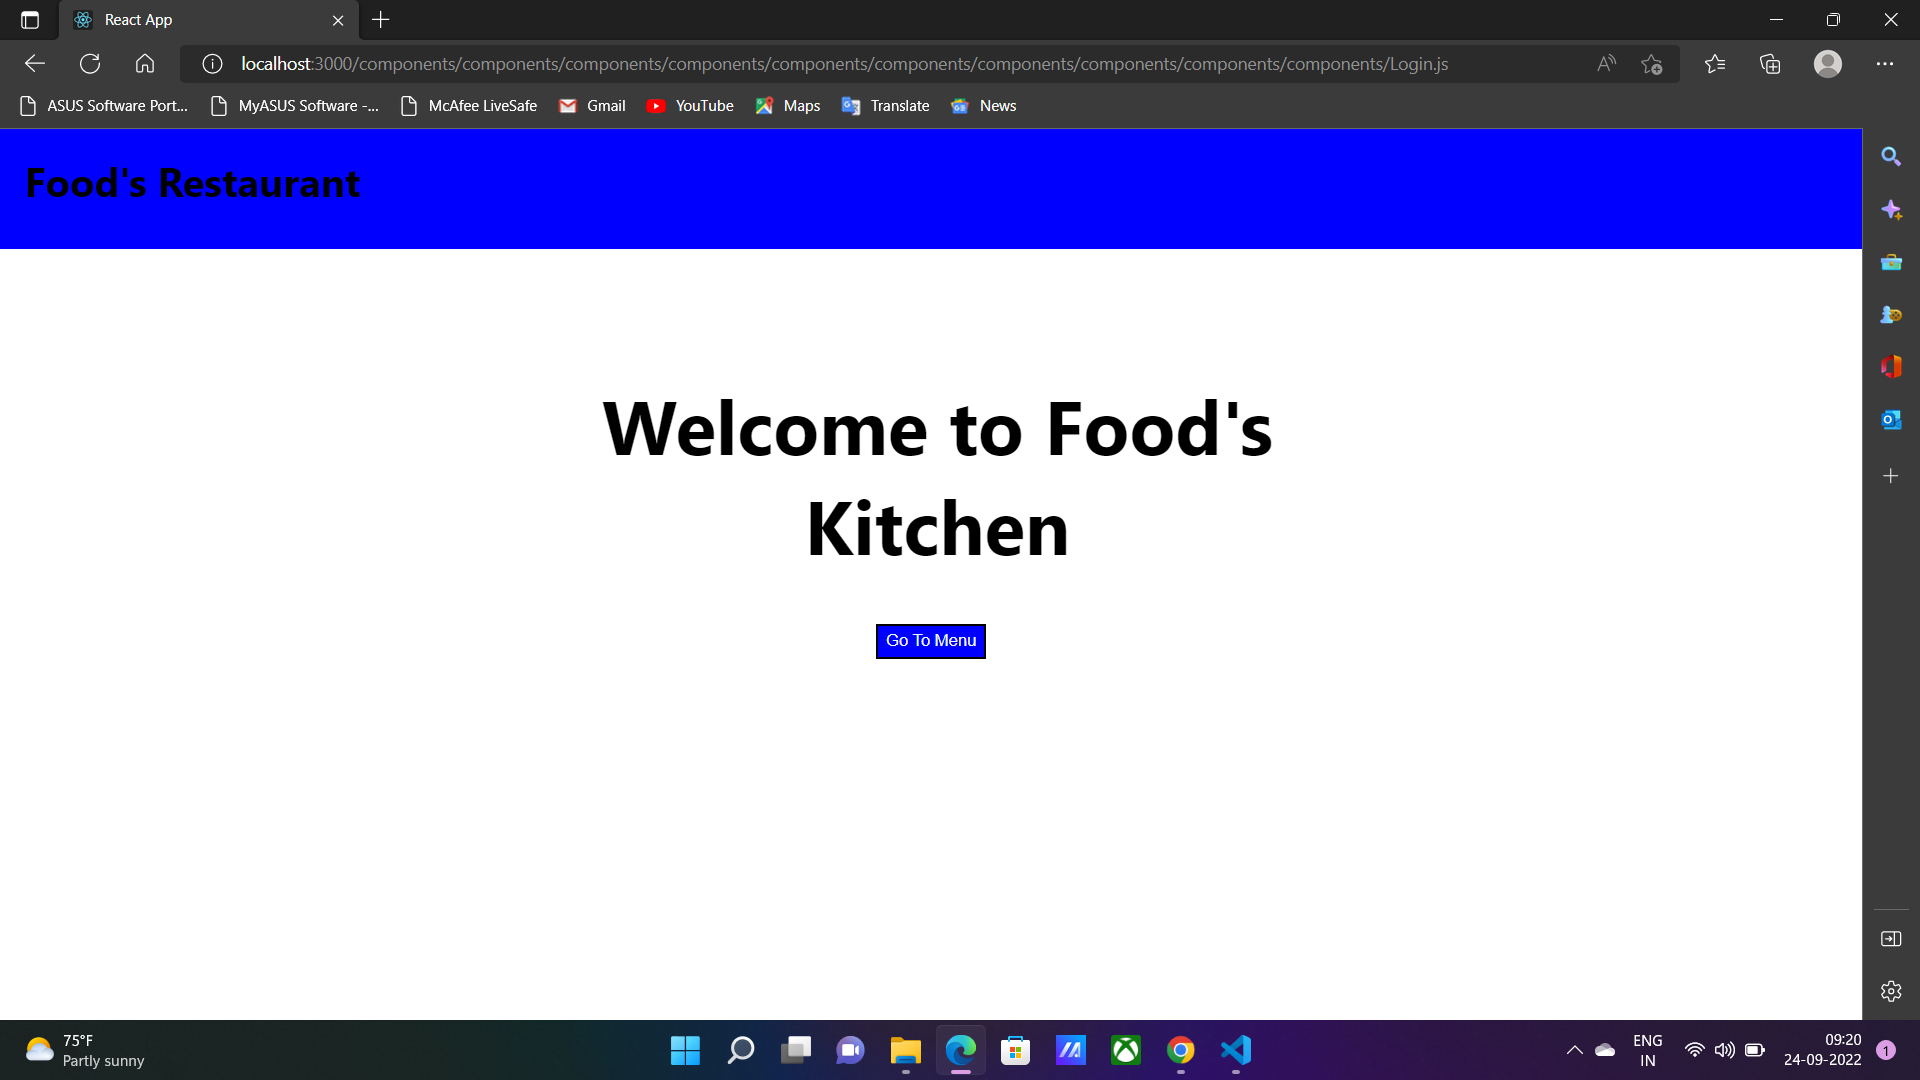 React App
localhost:3000/components/components/components/components/components/components/components/components/components/components/Login.js
ASUS Software Port... MyASUS Software -... McAfee LiveSafe Gmail YouTube Maps Translate News
Food's Restaurant
Welcome to Food's
Kitchen
Go To Menu
75°F
Partly sunny
ENG
IN
09:20
24-09-2022
1